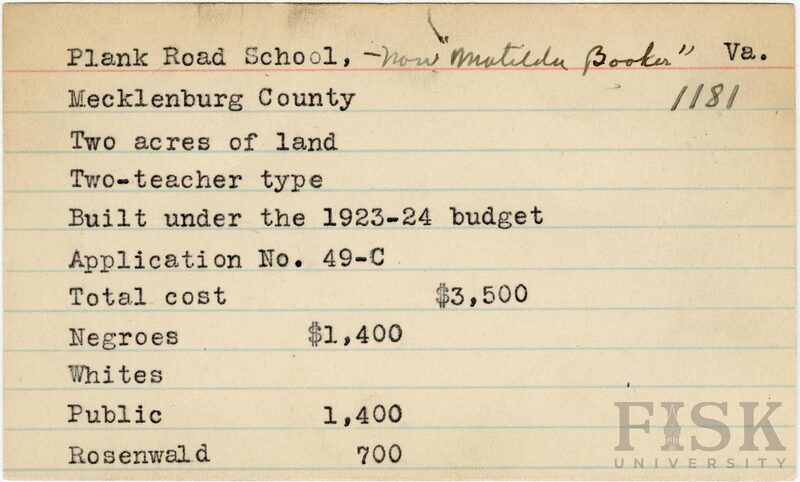 Plank Road School, - now "Matilda Booker" Va.
Mecklenburg County 1181
Two acres of land
Two-teacher type
Built under the 1923-24 budget
Application No. 49-C
Total cost $3,500
Negroes $1,400
Whites
Public 1,400
Rosenwald 700
FISK
UNIVERSITY